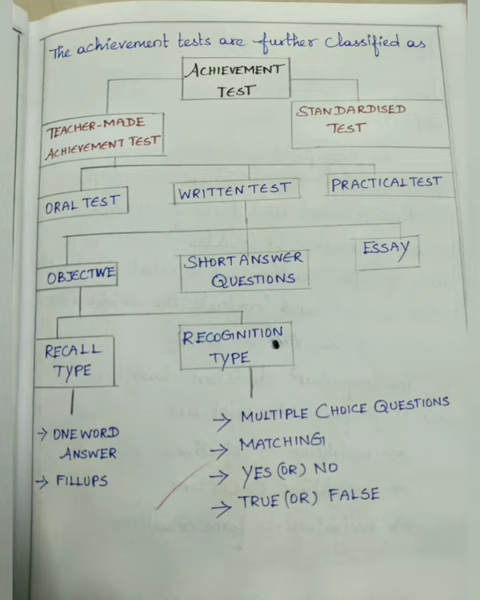 The achievement tests are further classified as
ACHIEVEMENT
TEST
TEACHER-MADE
ACHIEVEMENT TEST
STANDARDISED
TEST
ORAL TEST
WRITTEN TEST
PRACTICAL TEST
OBJECTIVE
SHORT ANSWER
QUESTIONS
ESSAY
RECALL
TYPE
RECOGNITION
TYPE
→ ONE WORD
ANSWER
→ FILLUPS
→ MULTIPLE CHOICE QUESTIONS
→ MATCHING
→ YES (OR) NO
→ TRUE (OR) FALSE